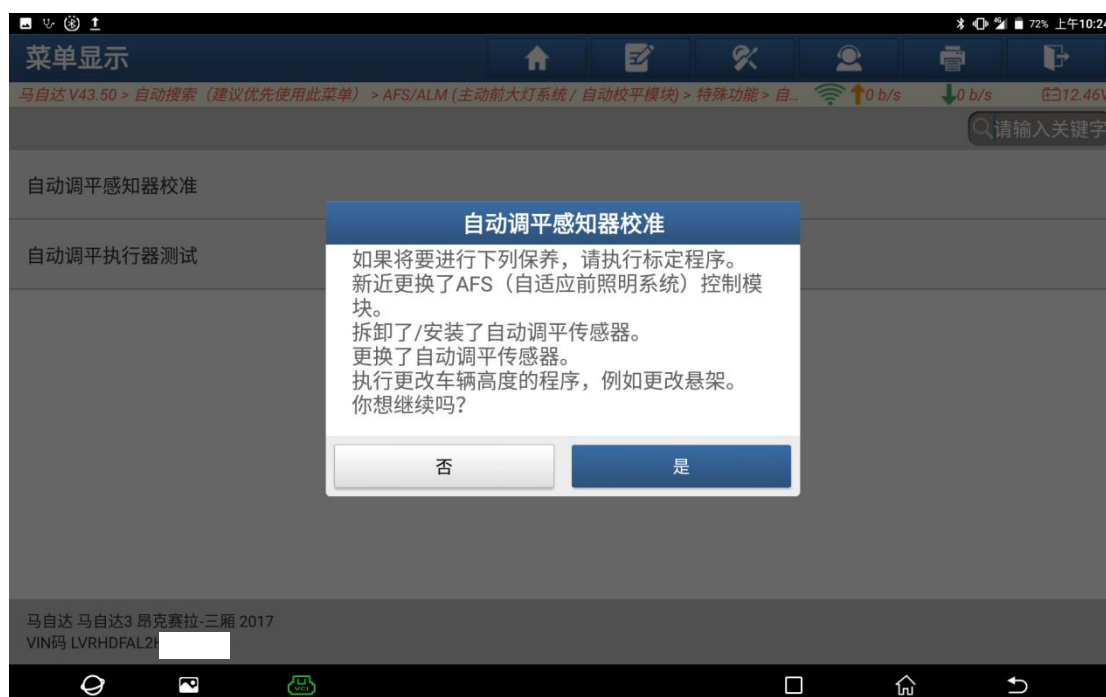 72% 上午10:24
菜单显示
马自达 V43.50 > 自动搜索（建议优先使用此菜单）> AFS/ALM (主动前大灯系统 / 自动校平模块) > 特殊功能 > 自... 0 b/s 0 b/s 12.46V
请输入关键字
自动调平感知器校准
自动调平执行器测试
自动调平感知器校准
如果将要进行下列保养，请执行标定程序。
新近更换了AFS（自适应前照明系统）控制模
块。
拆卸了/安装了自动调平传感器。
更换了自动调平传感器。
执行更改车辆高度的程序，例如更改悬架。
你想继续吗？
否
是
马自达 马自达3 昂克赛拉-三厢 2017
VIN码 LVRHDFAL2
VCI